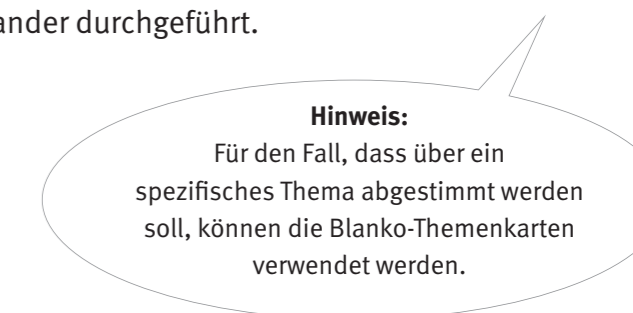 ander durchgeführt.
Hinweis:
Für den Fall, dass über ein
spezifisches Thema abgestimmt werden
soll, können die Blanko-Themenkarten
verwendet werden.